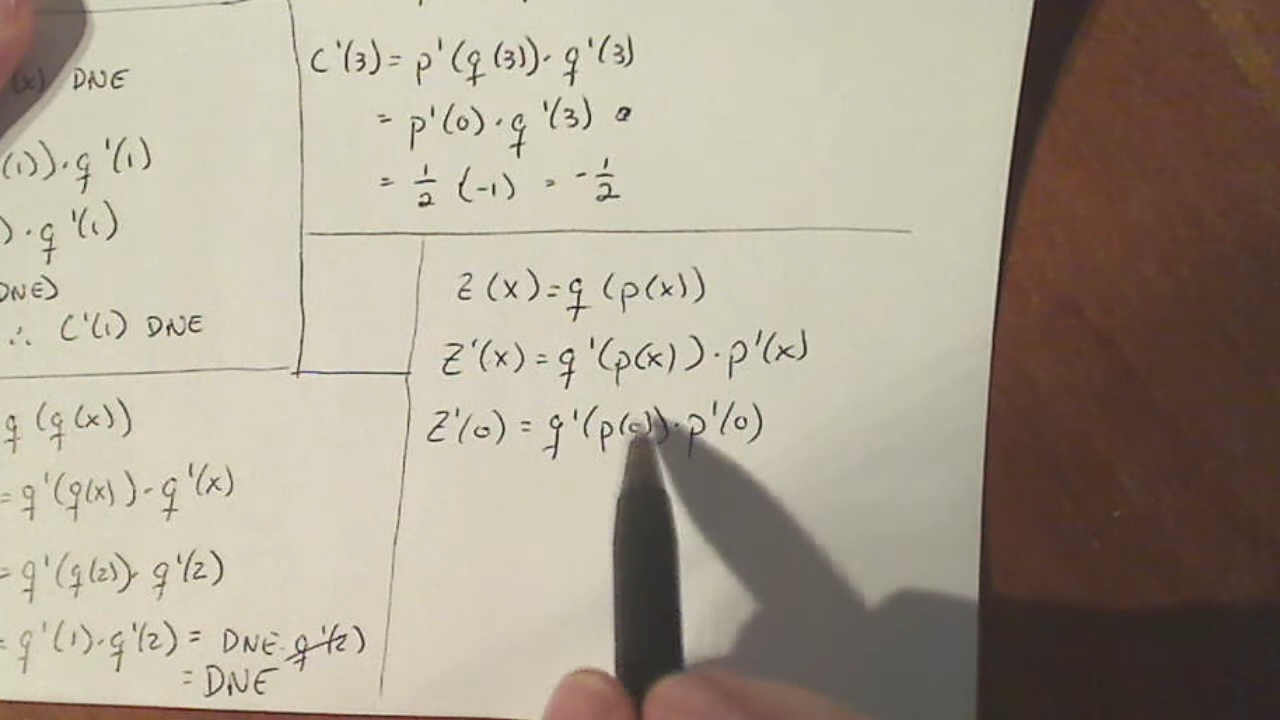 (x) DNE
(1))·q'(1)
)·q'(1)
DNE)
∴ C'(1) DNE
C'(3) = p'(q(3))·q'(3)
= p'(0)·q'(3)
= 1/2 (-1) = -1/2
q(q(x))
= q'(q(x))·q'(x)
= q'(q(2))·q'(2)
= q'(1)·q'(2) = DNE·q'(2)
= DNE
Z(x) = q(p(x))
Z'(x) = q'(p(x))·p'(x)
Z'(0) = q'(p(0))·p'(0)